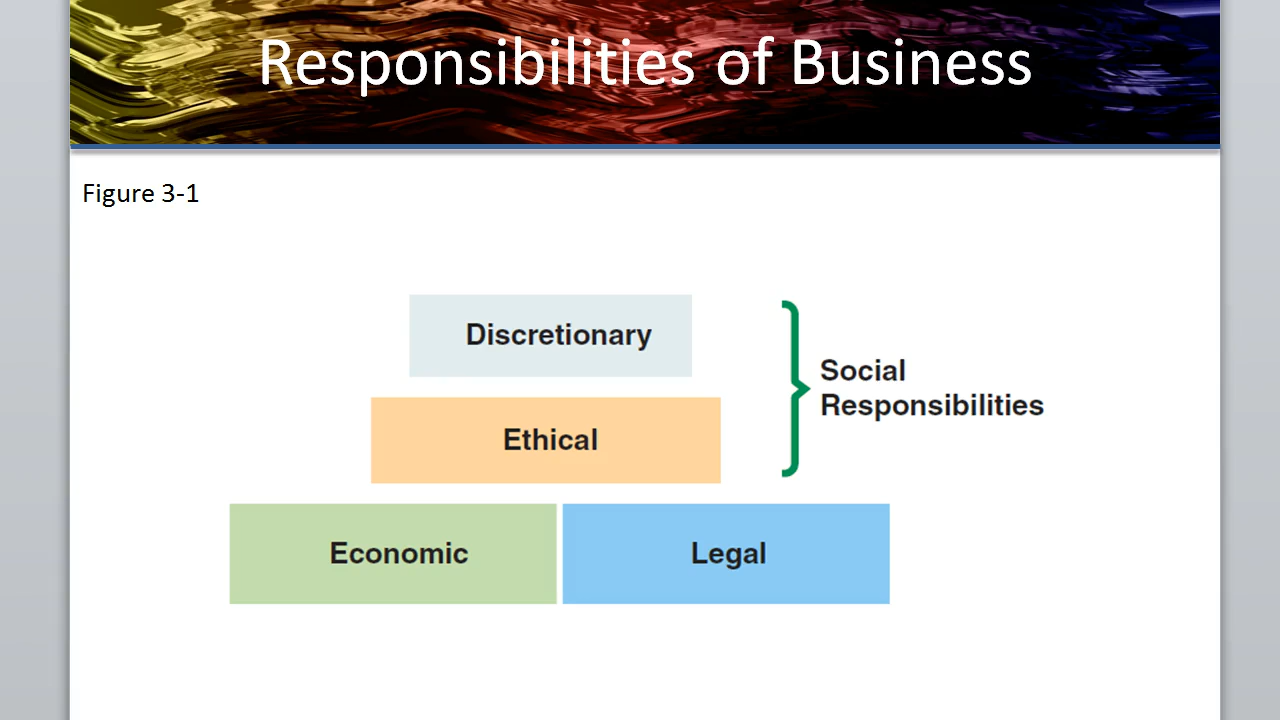 Responsibilities of Business
Figure 3-1
Discretionary
Social
Responsibilities
Ethical
Economic
Legal